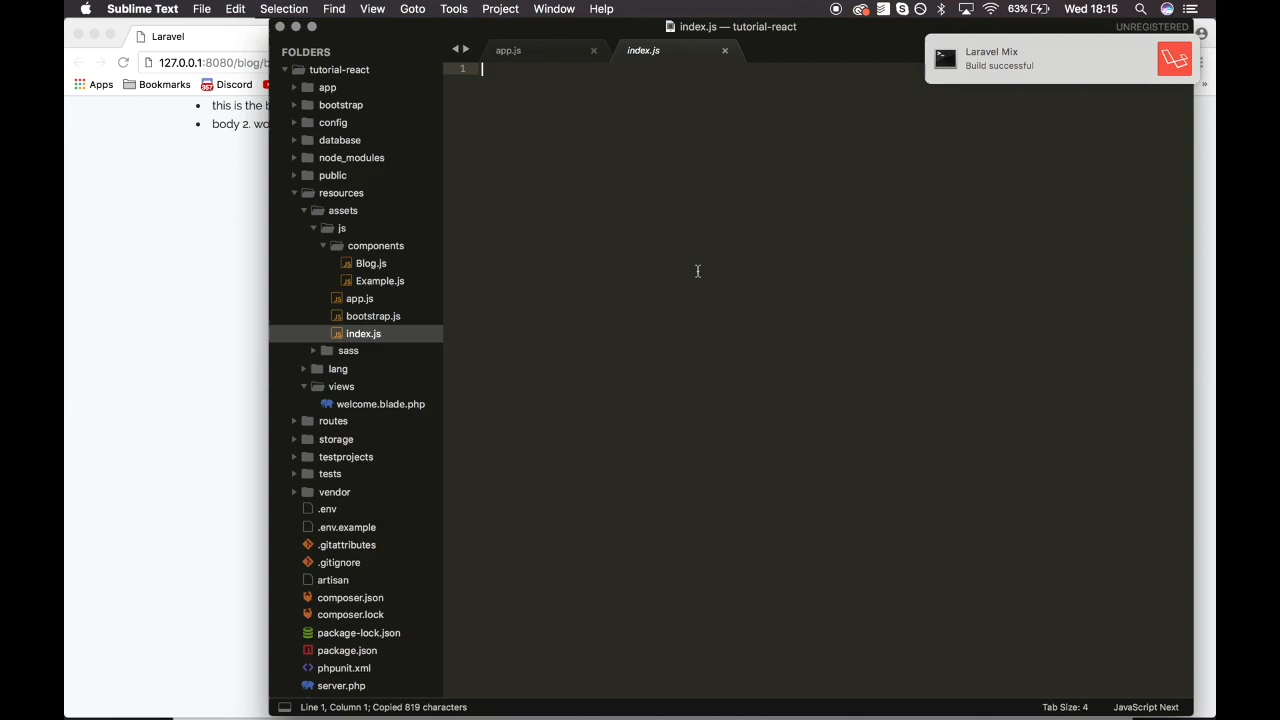 Sublime Text File Edit Selection Find View Goto Tools Project Window Help 63% Wed 18:15
Laravel
index.js — tutorial-react
UNREGISTERED
127.0.0.1:8080/blog/b
Apps Bookmarks Discord
this is the b
body 2. wo
FOLDERS
tutorial-react
app
bootstrap
config
database
node_modules
public
resources
assets
js
components
Blog.js
Example.js
app.js
bootstrap.js
index.js
sass
lang
views
welcome.blade.php
routes
storage
testprojects
tests
vendor
.env
.env.example
.gitattributes
.gitignore
artisan
composer.json
composer.lock
package-lock.json
package.json
phpunit.xml
server.php
app.js
index.js
1
Laravel Mix
Build successful
Line 1, Column 1; Copied 819 characters
Tab Size: 4
JavaScript Next